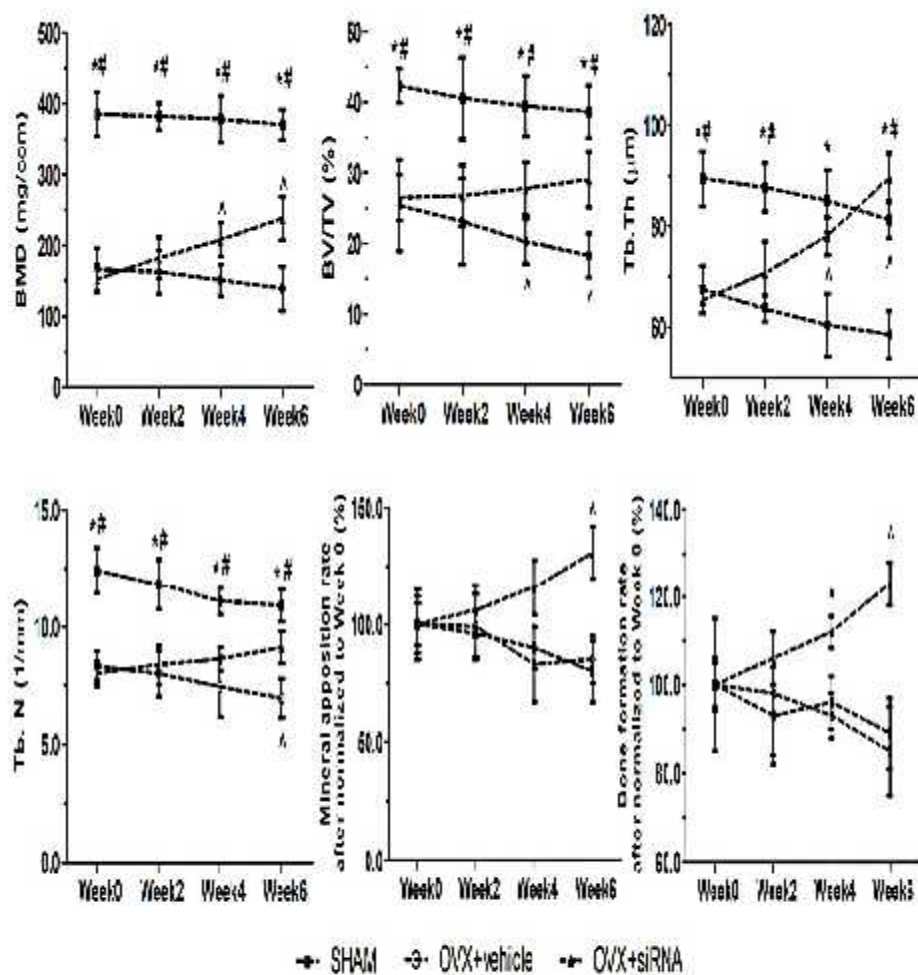 BMD (mg/ccm)
500
400
300
200
100
0
*# *# *# *#
^ ^
Week0 Week2 Week4 Week6
BV/TV (%)
60
40
20
0
*# *# *# *#
^ ^
Week0 Week2 Week4 Week6
Tb.Th (μm)
120
100
80
60
*# *# * *#
^ ^
Week0 Week2 Week4 Week6
Tb. N (1/mm)
15.0
10.0
5.0
0.0
*# *# *# *#
^
Week0 Week2 Week4 Week6
Mineral apposition rate
after normalized to Week 0 (%)
150.0
100.0
50.0
0.0
^
Week0 Week2 Week4 Week6
Bone formation rate
after normalized to Week 0 (%)
140.0
120.0
100.0
80.0
60.0
^
^
Week0 Week2 Week4 Week6
SHAM OVX+vehicle OVX+siRNA